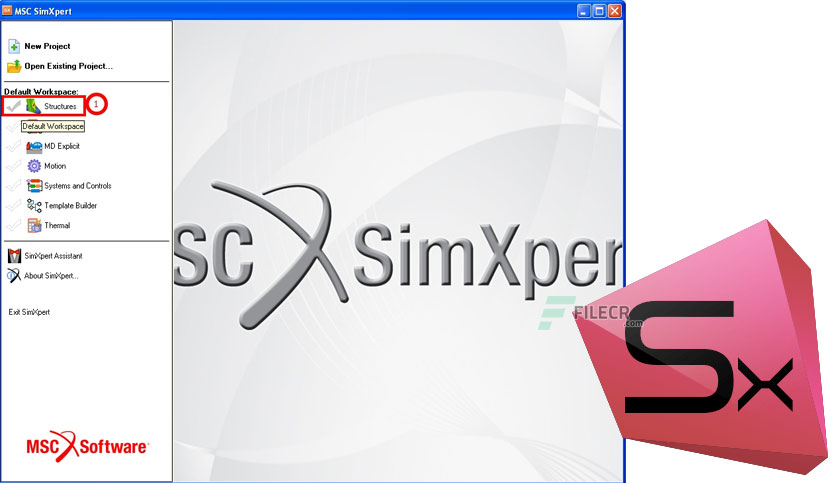 MSC SimXpert
New Project
Open Existing Project...
Default Workspace:
Structures
1
Default Workspace
MD Explicit
Motion
Systems and Controls
Template Builder
Thermal
SimXpert Assistant
About SimXpert...
Exit SimXpert
MSC Software
SC X SimXper
FILECR
.com
Sx